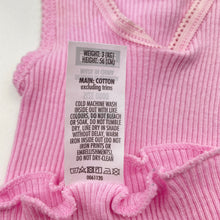 WEIGHT: 3 (KG)
HEIGHT: 56 (CM)
MAIN: COTTON
excluding trims
COLD MACHINE WASH
INSIDE OUT WITH LIKE
COLOURS, DO NOT BLEACH
OR SOAK, DO NOT TUMBLE
DRY, LINE DRY IN SHADE
WITHOUT DELAY, WARM
IRON INSIDE OUT (DO NOT
IRON PRINTS OR
EMBELLISHMENTS),
DO NOT DRY-CLEAN